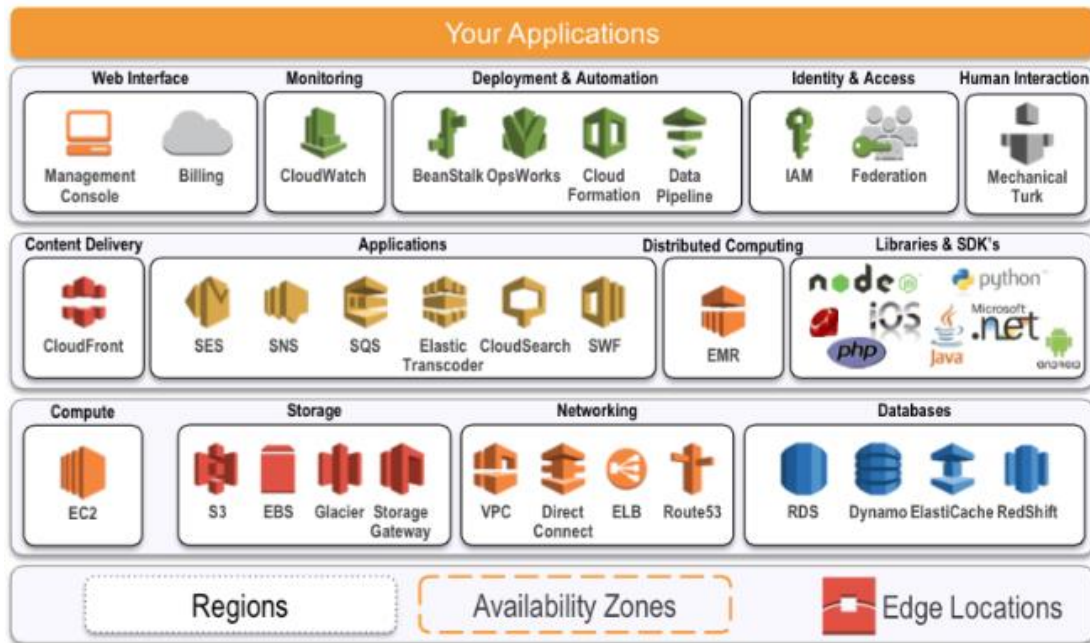 Your Applications
Web Interface
Monitoring
Deployment & Automation
Identity & Access
Human Interaction
Management
Console
Billing
CloudWatch
BeanStalk
OpsWorks
Cloud
Formation
Data
Pipeline
IAM
Federation
Mechanical
Turk
Content Delivery
Applications
Distributed Computing
Libraries & SDK's
CloudFront
SES
SNS
SQS
Elastic
Transcoder
CloudSearch
SWF
EMR
node
JS
python
iOS
php
Java
Microsoft
.net
ANDROID
Compute
Storage
Networking
Databases
EC2
S3
EBS
Glacier
Storage
Gateway
VPC
Direct
Connect
ELB
Route53
RDS
Dynamo
ElastiCache
RedShift
Regions
Availability Zones
Edge Locations